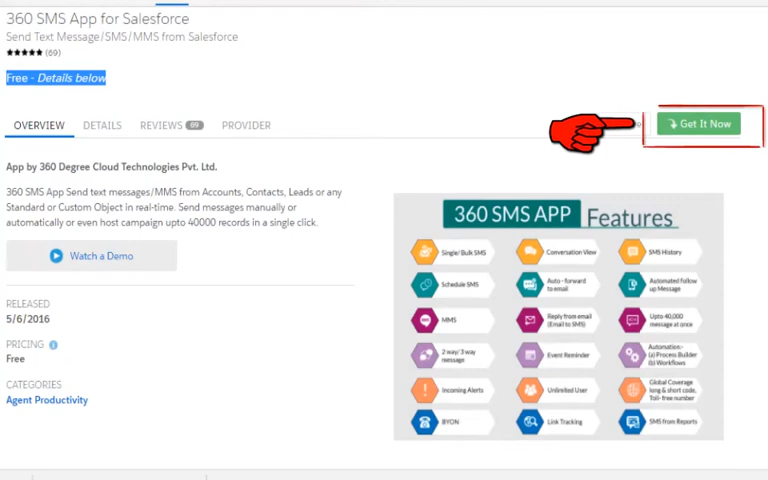 360 SMS App for Salesforce
Send Text Message/SMS/MMS from Salesforce
(69)
Free - Details below
OVERVIEW DETAILS REVIEWS 69 PROVIDER
Get It Now
App by 360 Degree Cloud Technologies Pvt. Ltd.
360 SMS App Send text messages/MMS from Accounts, Contacts, Leads or any
Standard or Custom Object in real-time. Send messages manually or
automatically or even host campaign upto 40000 records in a single click.
Watch a Demo
RELEASED
5/6/2016
PRICING
Free
CATEGORIES
Agent Productivity
360 SMS APP Features
Single/ Bulk SMS
Conversation View
SMS History
Schedule SMS
Auto - forward
to email
Automated follow
up Message
MMS
Reply from email
(Email to SMS)
Upto 40,000
message at once
2 way/3 way
message
Event Reminder
Automation:-
(a) Process Builder
(b) Workflows
Incoming Alerts
Unlimited User
Global Coverage
long & short code,
Toll- free number
BYON
Link Tracking
SMS from Reports